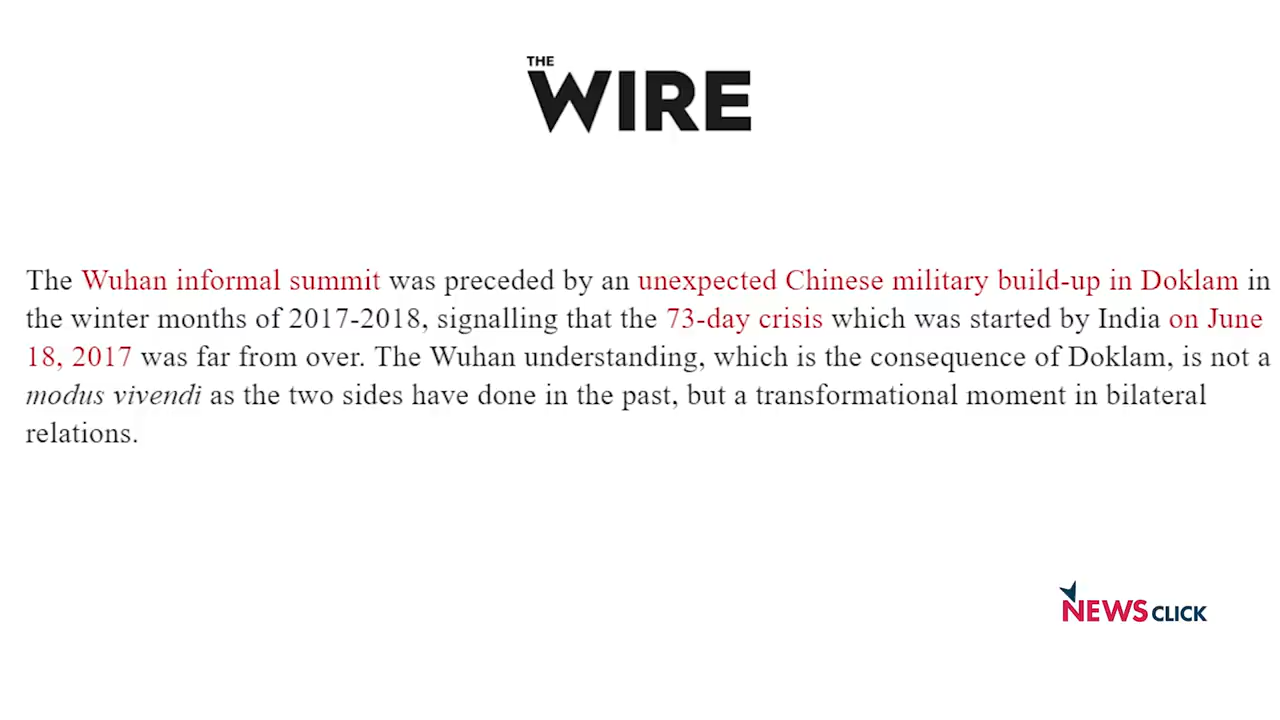 THE
WIRE
The Wuhan informal summit was preceded by an unexpected Chinese military build-up in Doklam in
the winter months of 2017-2018, signalling that the 73-day crisis which was started by India on June
18, 2017 was far from over. The Wuhan understanding, which is the consequence of Doklam, is not a
modus vivendi as the two sides have done in the past, but a transformational moment in bilateral
relations.
NEWS CLICK